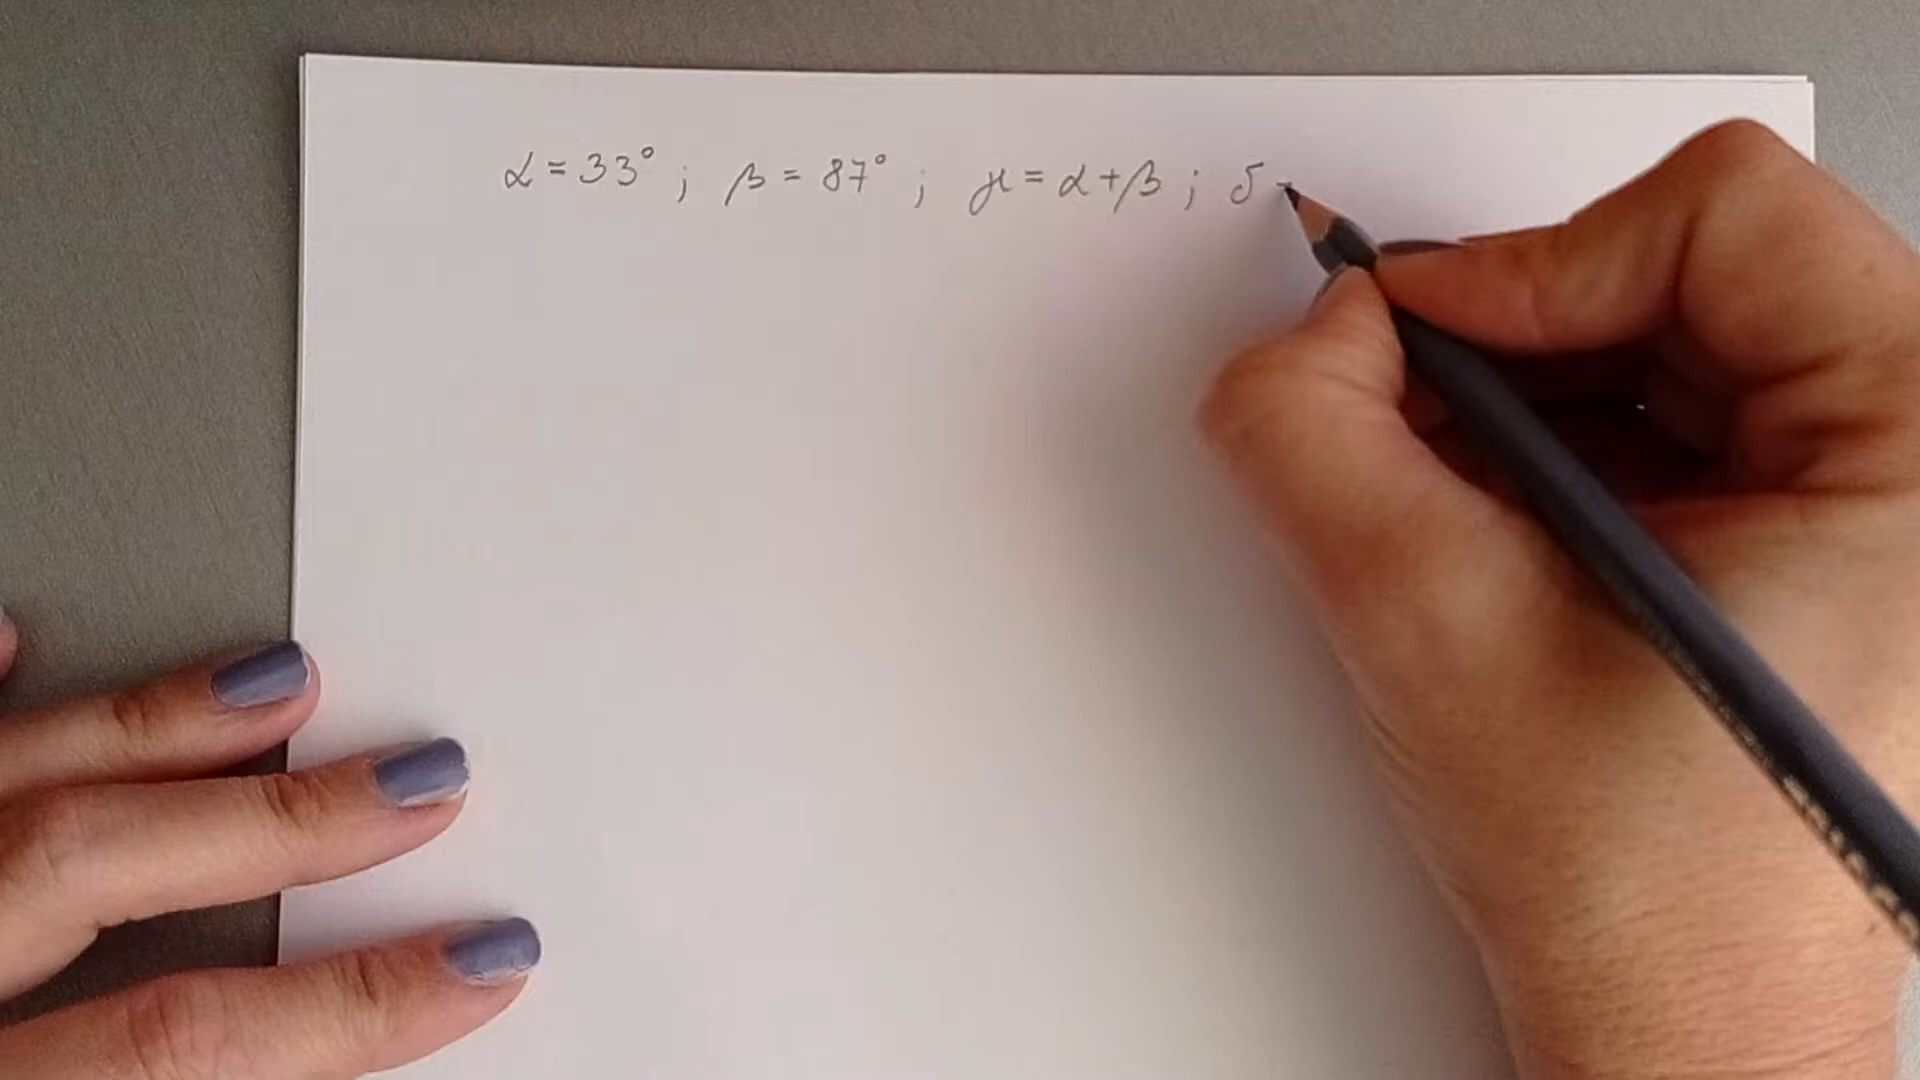 α = 33° ; β = 87° ; γ = α + β ; δ =